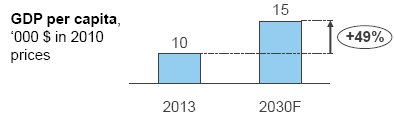 GDP per capita,
‘000 $ in 2010
prices
15
10
+49%
2013
2030F